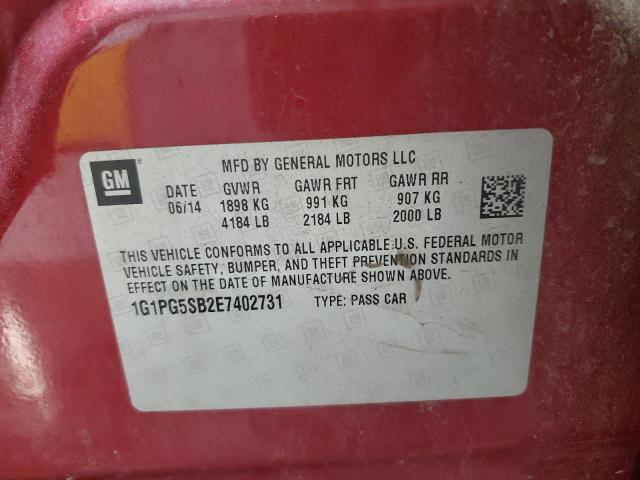 GM
MFD BY GENERAL MOTORS LLC
DATE GVWR GAWR FRT GAWR RR
06/14 1898 KG 991 KG 907 KG
4184 LB 2184 LB 2000 LB
THIS VEHICLE CONFORMS TO ALL APPLICABLE U.S. FEDERAL MOTOR
VEHICLE SAFETY, BUMPER, AND THEFT PREVENTION STANDARDS IN
EFFECT ON THE DATE OF MANUFACTURE SHOWN ABOVE.
1G1PG5SB2E7402731 TYPE: PASS CAR